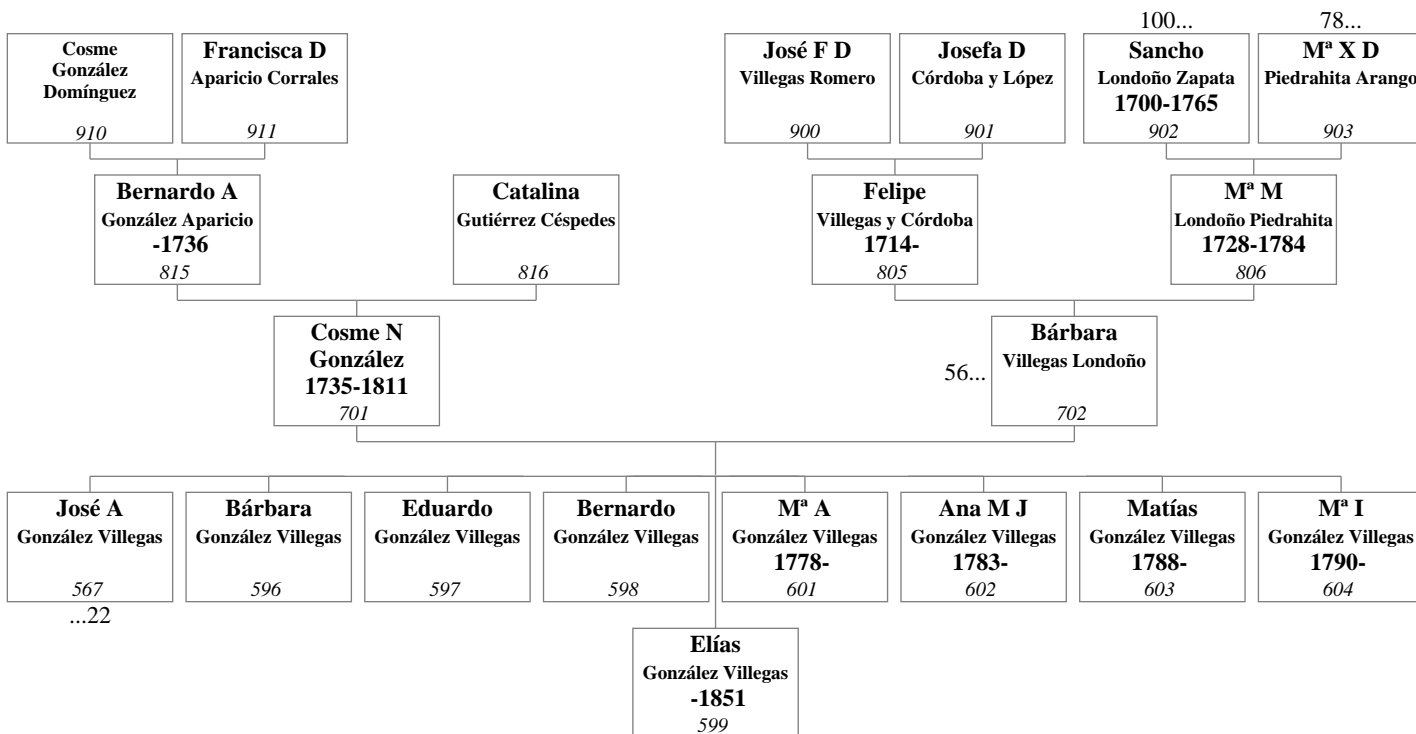 100...
78...
Cosme
González
Domínguez
910
Francisca D
Aparicio Corrales
911
José F D
Villegas Romero
900
Josefa D
Córdoba y López
901
Sancho
Londoño Zapata
1700-1765
902
Mª X D
Piedrahita Arango
903
Bernardo A
González Aparicio
-1736
815
Catalina
Gutiérrez Céspedes
816
Felipe
Villegas y Córdoba
1714-
805
Mª M
Londoño Piedrahita
1728-1784
806
Cosme N
González
1735-1811
701
56...
Bárbara
Villegas Londoño
702
José A
González Villegas
567
...22
Bárbara
González Villegas
596
Eduardo
González Villegas
597
Bernardo
González Villegas
598
Mª A
González Villegas
1778-
601
Ana M J
González Villegas
1783-
602
Matías
González Villegas
1788-
603
Mª I
González Villegas
1790-
604
Elías
González Villegas
-1851
599